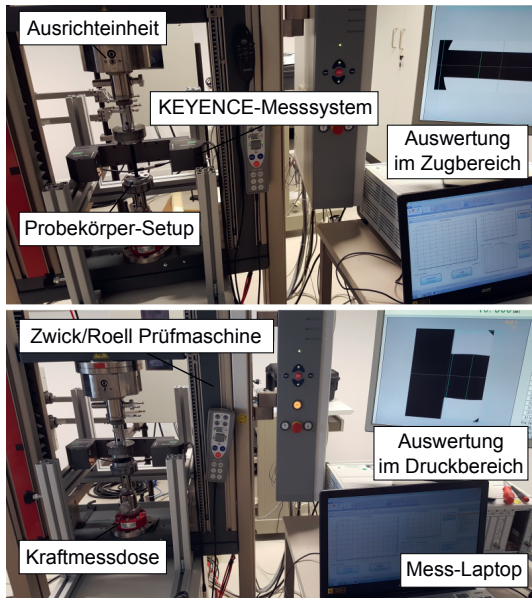 Ausrichteinheit
KEYENCE-Messsystem
Auswertung
im Zugbereich
Probekörper-Setup
Zwick/Roell Prüfmaschine
Auswertung
im Druckbereich
Kraftmessdose
Mess-Laptop